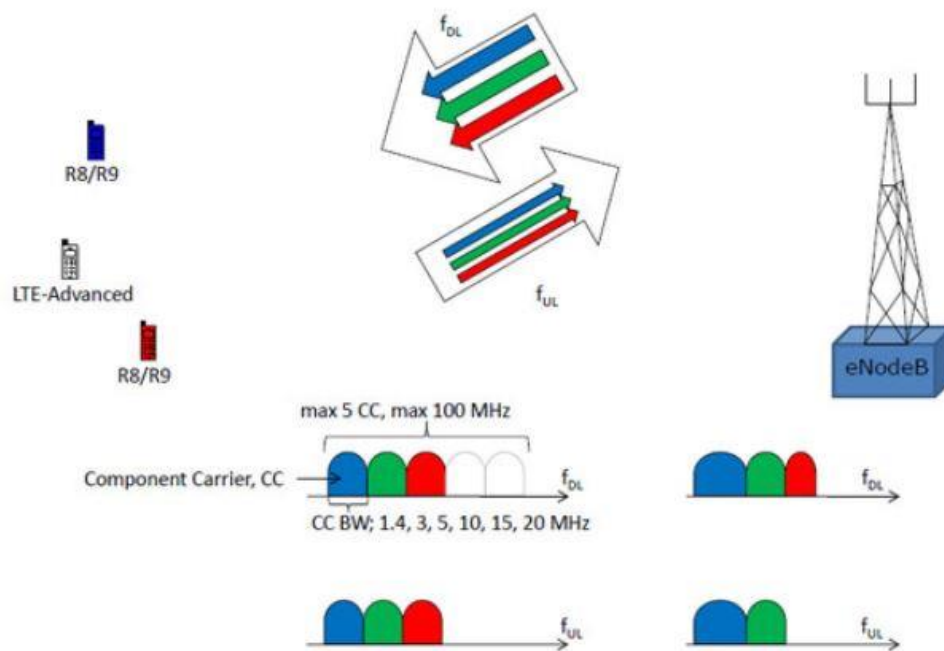 f_DL
R8/R9
LTE-Advanced
f_UL
R8/R9
eNodeB
max 5 CC, max 100 MHz
Component Carrier, CC
f_DL
f_DL
CC BW; 1.4, 3, 5, 10, 15, 20 MHz
f_UL
f_UL